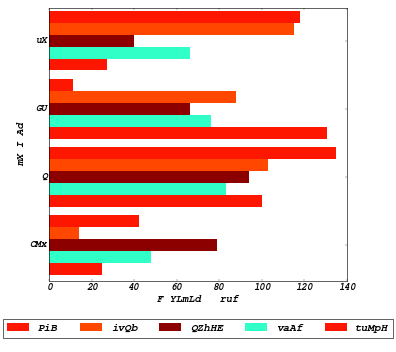 uX
GU
Q
CMx
mX I Ad
0 20 40 60 80 100 120 140
F YLmLd ruf
PiB ivQb QZhHE vaAf tuMpH